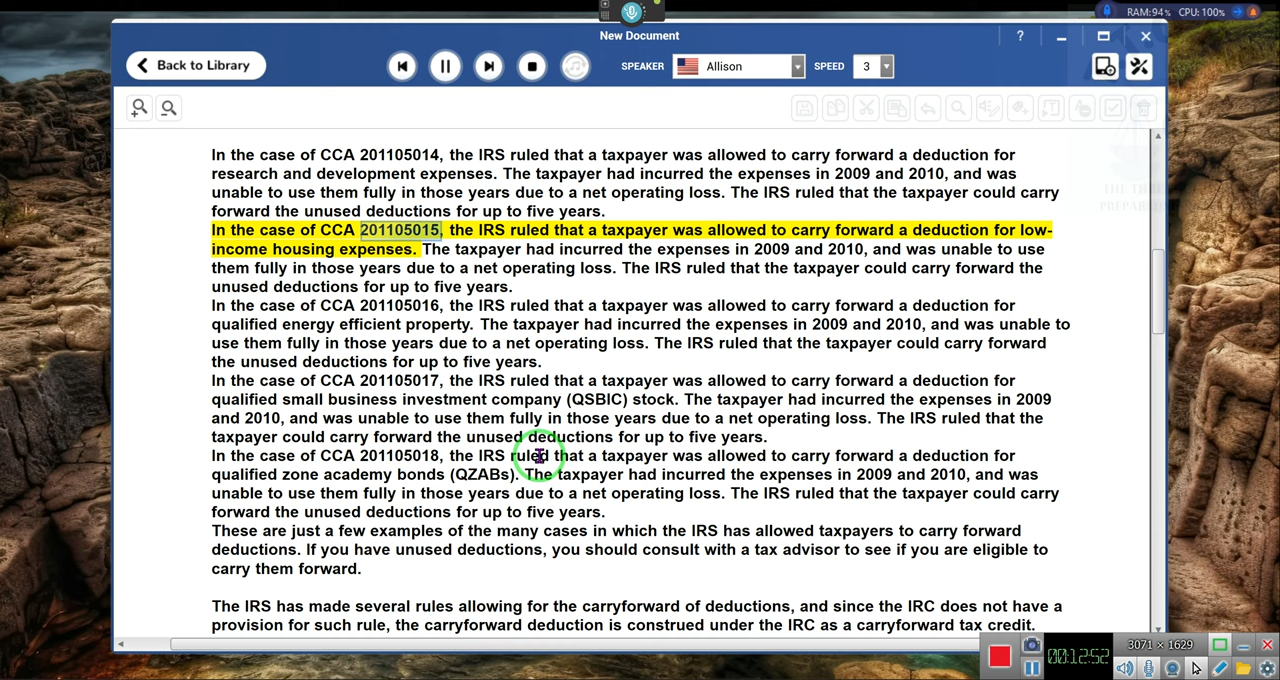 RAM:94% CPU:100%
New Document
?
Back to Library
SPEAKER
Allison
SPEED
3
In the case of CCA 201105014, the IRS ruled that a taxpayer was allowed to carry forward a deduction for
research and development expenses. The taxpayer had incurred the expenses in 2009 and 2010, and was
unable to use them fully in those years due to a net operating loss. The IRS ruled that the taxpayer could carry
forward the unused deductions for up to five years.
In the case of CCA 201105015, the IRS ruled that a taxpayer was allowed to carry forward a deduction for low-
income housing expenses. The taxpayer had incurred the expenses in 2009 and 2010, and was unable to use
them fully in those years due to a net operating loss. The IRS ruled that the taxpayer could carry forward the
unused deductions for up to five years.
In the case of CCA 201105016, the IRS ruled that a taxpayer was allowed to carry forward a deduction for
qualified energy efficient property. The taxpayer had incurred the expenses in 2009 and 2010, and was unable to
use them fully in those years due to a net operating loss. The IRS ruled that the taxpayer could carry forward
the unused deductions for up to five years.
In the case of CCA 201105017, the IRS ruled that a taxpayer was allowed to carry forward a deduction for
qualified small business investment company (QSBIC) stock. The taxpayer had incurred the expenses in 2009
and 2010, and was unable to use them fully in those years due to a net operating loss. The IRS ruled that the
taxpayer could carry forward the unused deductions for up to five years.
In the case of CCA 201105018, the IRS ruled that a taxpayer was allowed to carry forward a deduction for
qualified zone academy bonds (QZABs). The taxpayer had incurred the expenses in 2009 and 2010, and was
unable to use them fully in those years due to a net operating loss. The IRS ruled that the taxpayer could carry
forward the unused deductions for up to five years.
These are just a few examples of the many cases in which the IRS has allowed taxpayers to carry forward
deductions. If you have unused deductions, you should consult with a tax advisor to see if you are eligible to
carry them forward.
The IRS has made several rules allowing for the carryforward of deductions, and since the IRC does not have a
provision for such rule, the carryforward deduction is construed under the IRC as a carryforward tax credit.
3071 × 1629
00:12:52